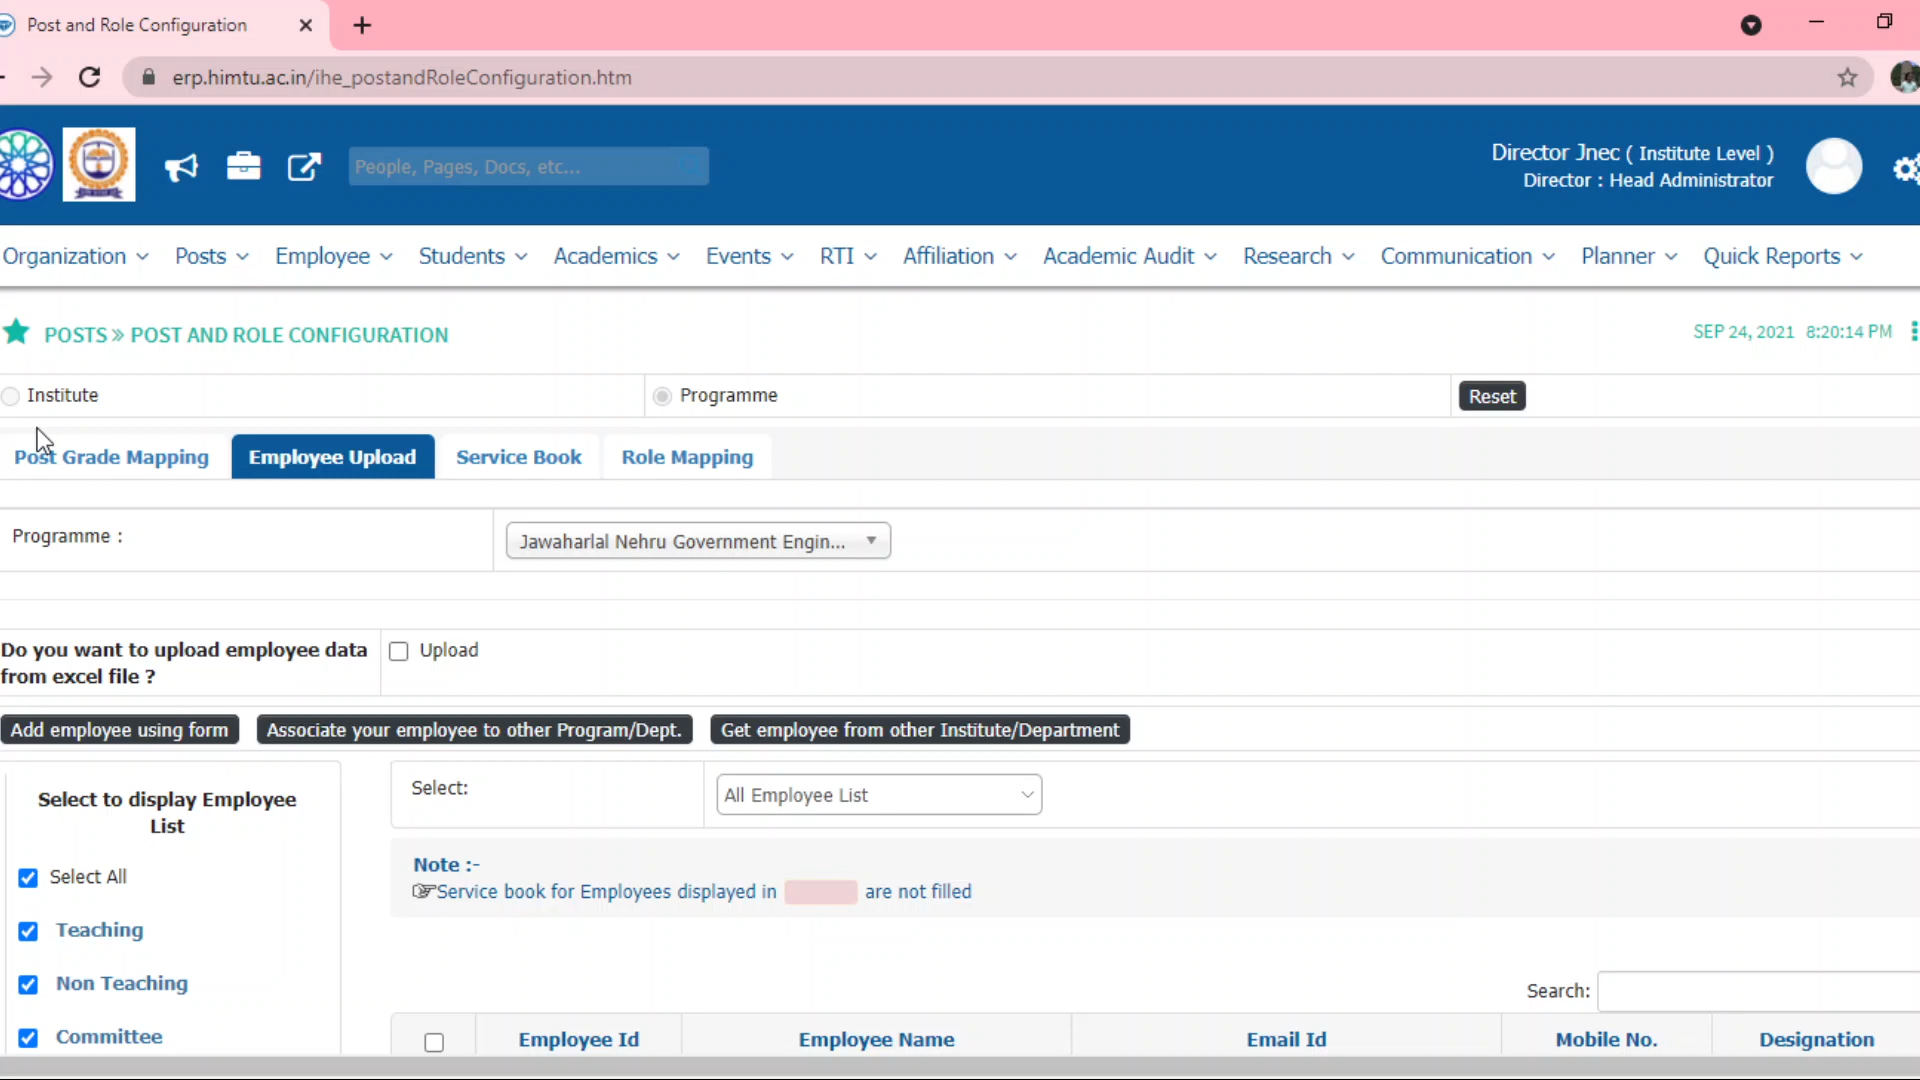 Post and Role Configuration
erp.himtu.ac.in/ihe_postandRoleConfiguration.htm
People, Pages, Docs, etc...
Director Jnec ( Institute Level )
Director : Head Administrator
Organization Posts Employee Students Academics Events RTI Affiliation Academic Audit Research Communication Planner Quick Reports
POSTS » POST AND ROLE CONFIGURATION
SEP 24, 2021 8:20:14 PM
Institute Programme Reset
Post Grade Mapping Employee Upload Service Book Role Mapping
Programme : Jawaharlal Nehru Government Engin...
Do you want to upload employee data
from excel file ?
Upload
Add employee using form Associate your employee to other Program/Dept. Get employee from other Institute/Department
Select to display Employee
List
Select All
Teaching
Non Teaching
Committee
Select: All Employee List
Note :-
☞Service book for Employees displayed in are not filled
Search:
Employee Id Employee Name Email Id Mobile No. Designation